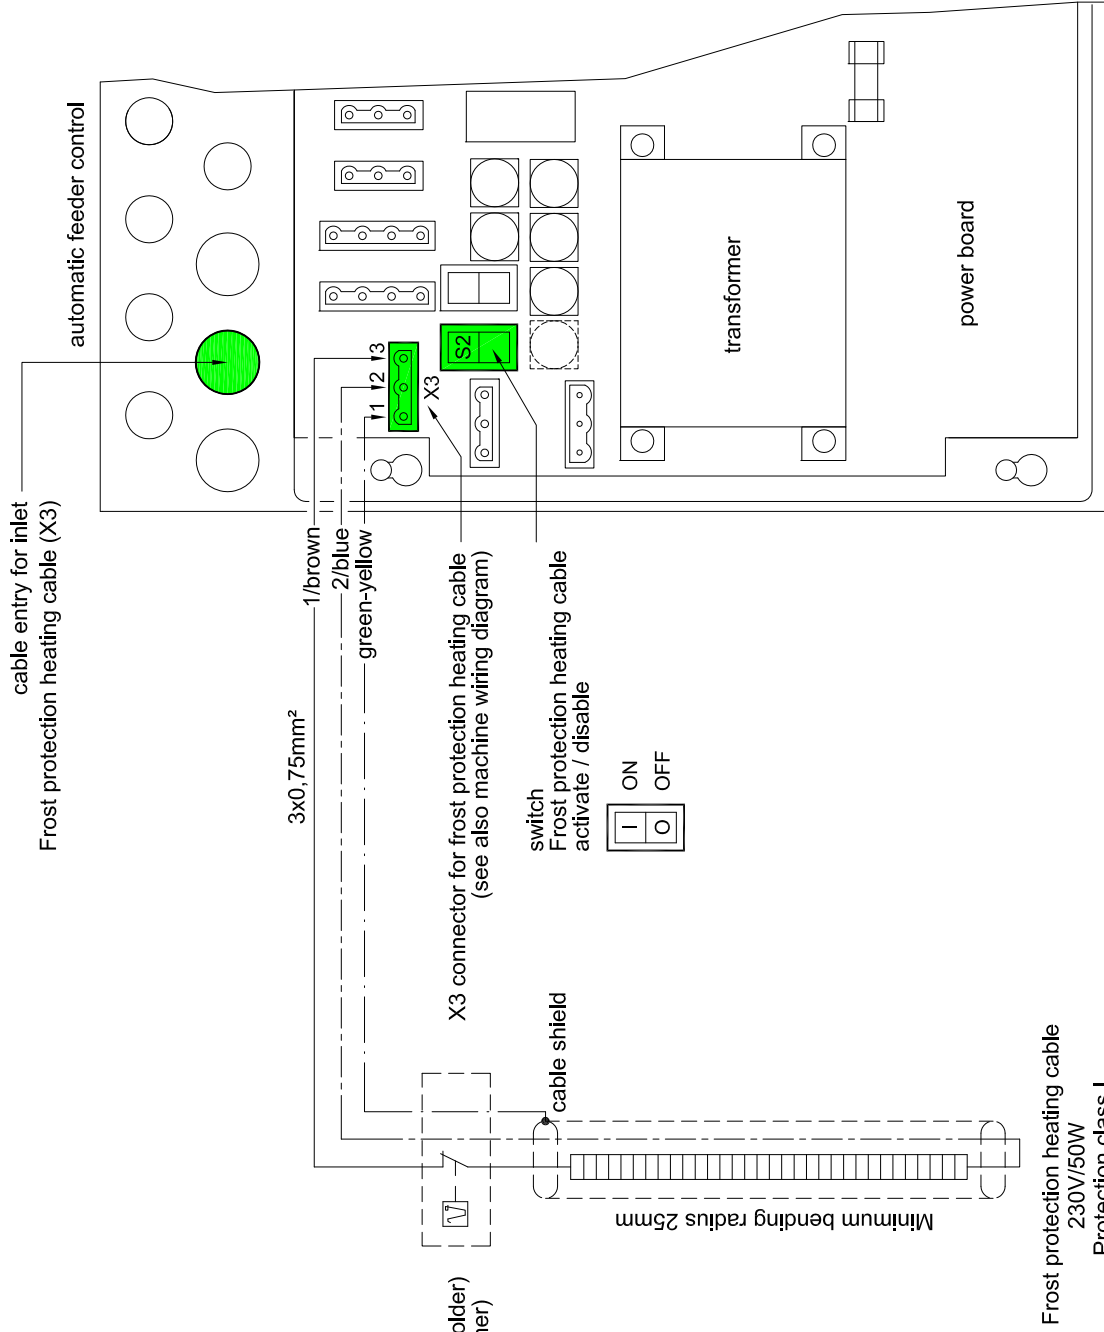 cable entry for inlet
Frost protection heating cable (X3)
automatic feeder control
1/brown
2/blue
green-yellow
3x0,75mm²
1
2
3
X3
S2
X3 connector for frost protection heating cable
(see also machine wiring diagram)
switch
Frost protection heating cable
activate / disable
I ON
O OFF
transformer
power board
cable shield
Minimum bending radius 25mm
Frost protection heating cable
230V/50W
Protection class I